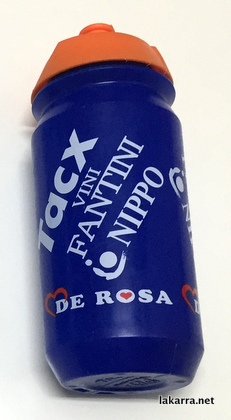 Tacx
VINI
FANTINI
NIPPO
DE ROSA
lakarra.net